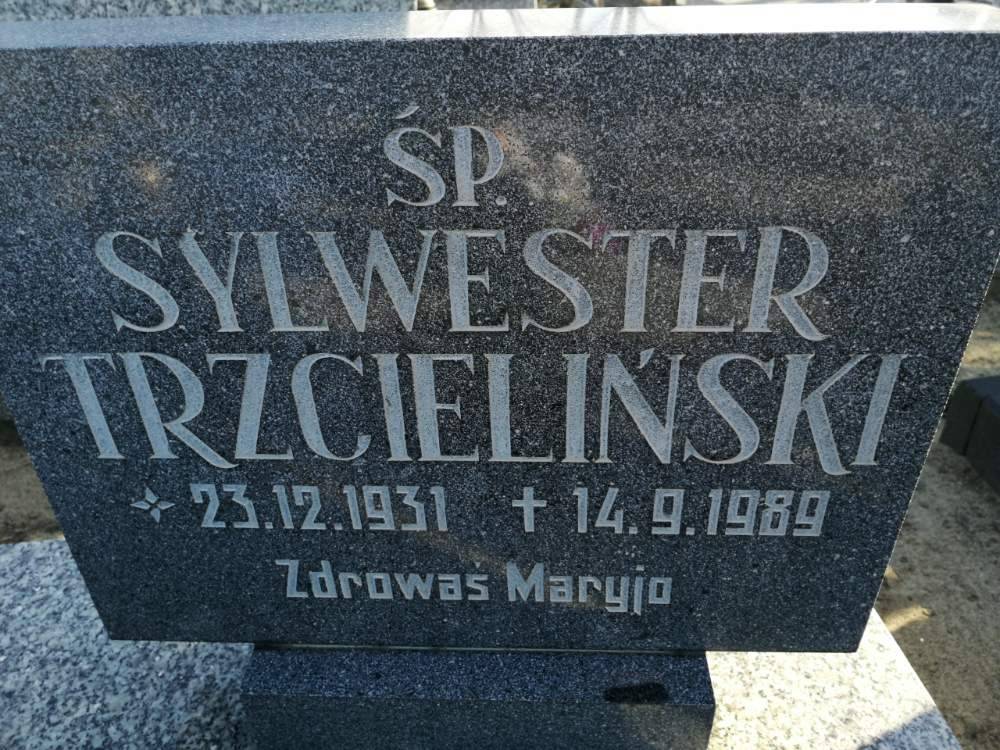 ŚP.
SYLWESTER
TRZCIELIŃSKI
23.12.1931 † 14.9.1989
Zdrowaś Maryjo